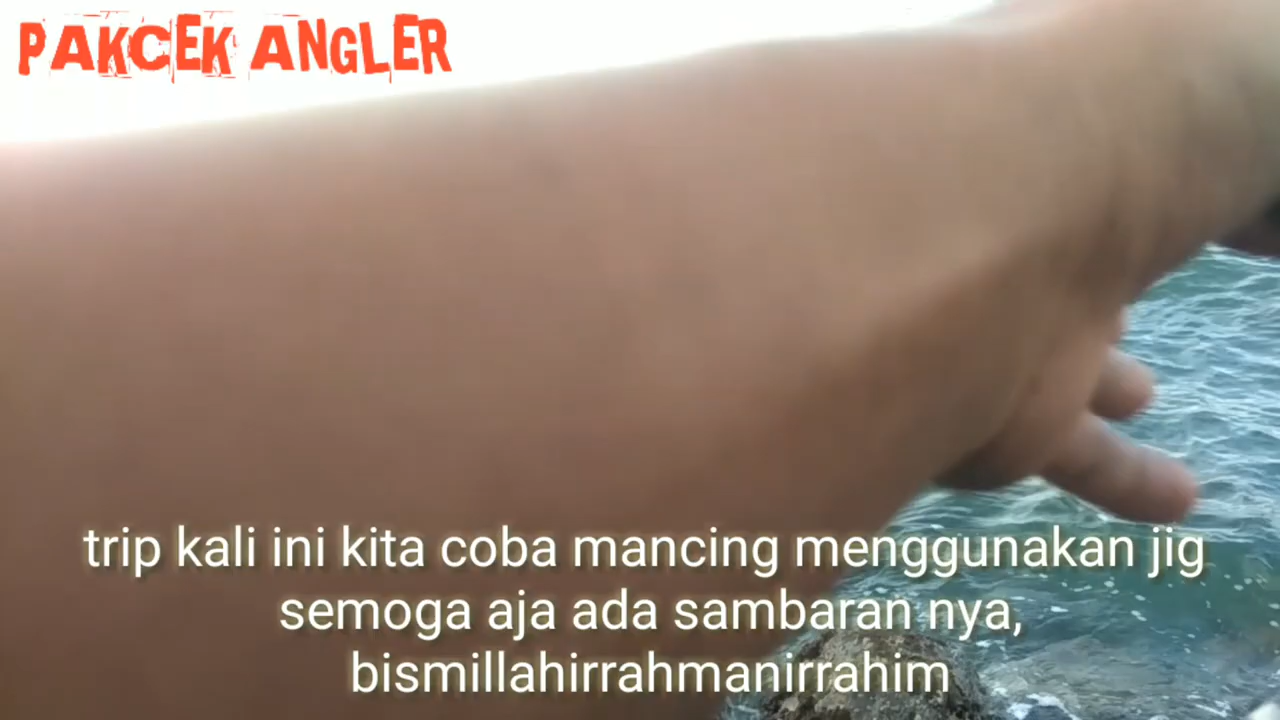 PAKCEK ANGLER
trip kali ini kita coba mancing menggunakan jig
semoga aja ada sambaran nya,
bismillahirrahmanirrahim